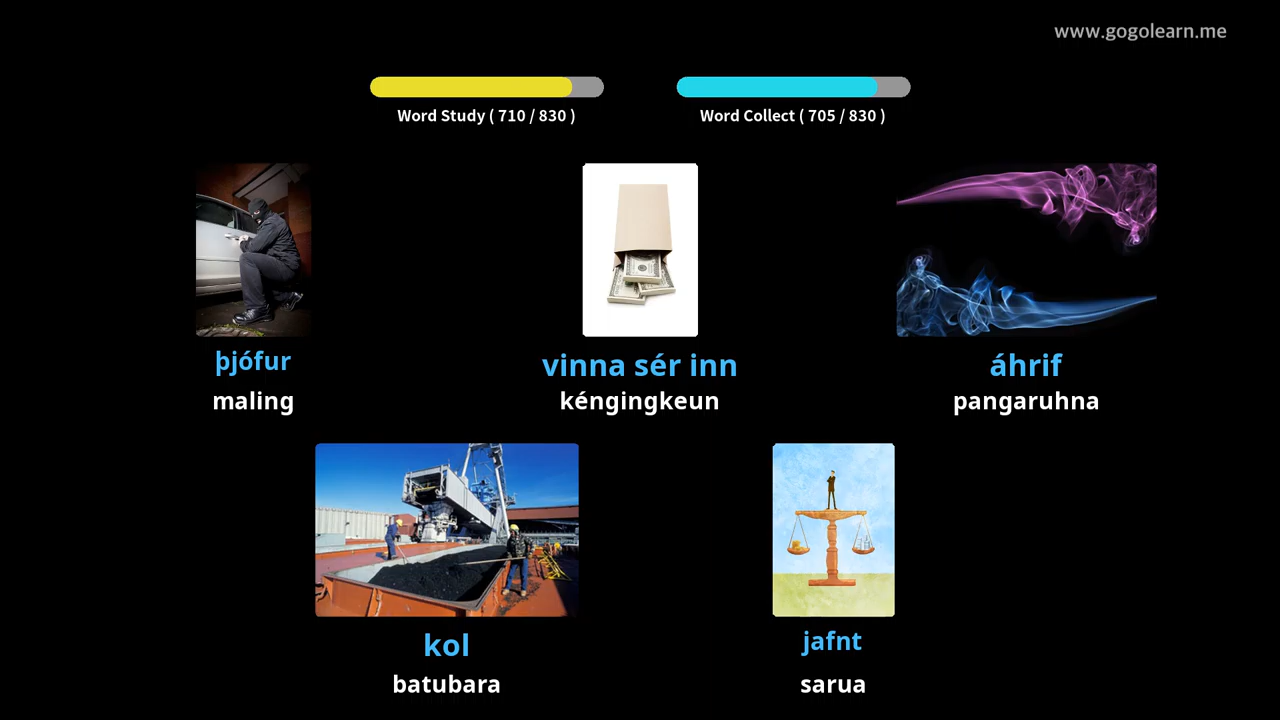 www.gogolearn.me
Word Study ( 710 / 830 )
Word Collect ( 705 / 830 )
þjófur
maling
vinna sér inn
kéngingkeun
áhrif
pangaruhna
kol
batubara
jafnt
sarua